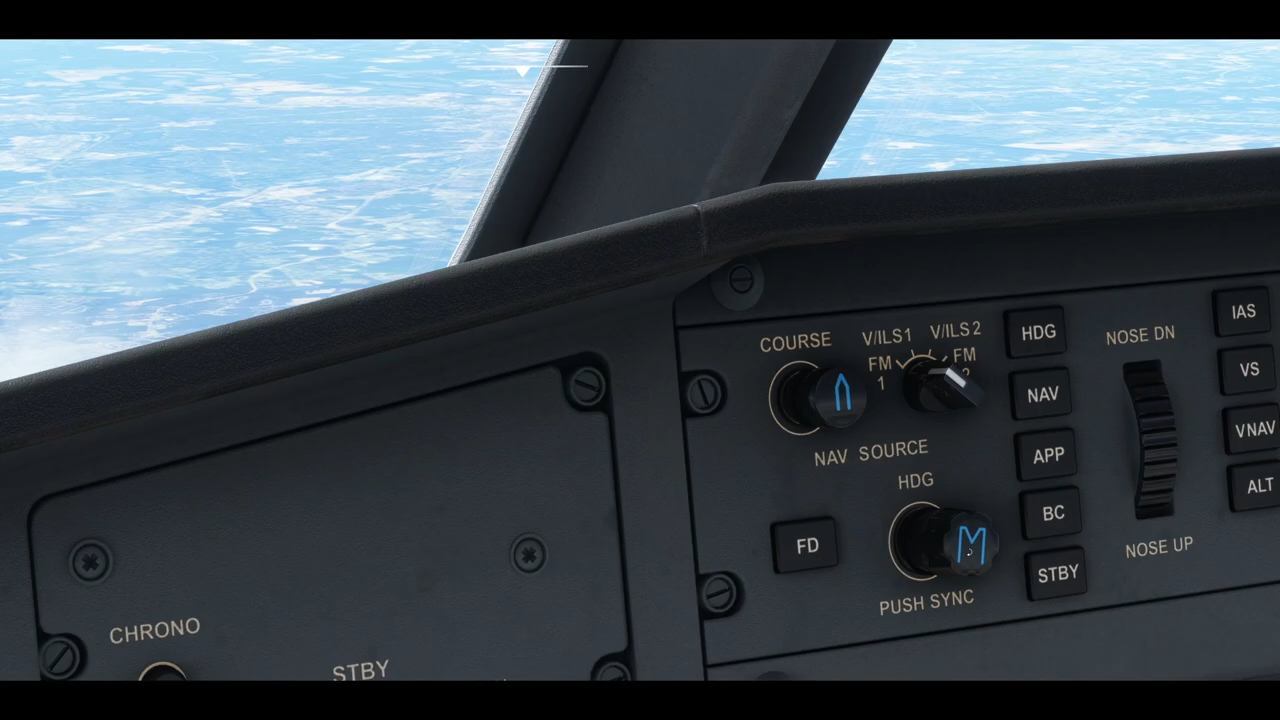 COURSE
V/ILS1
V/ILS2
FM
1
FM
2
NAV SOURCE
HDG
PUSH SYNC
FD
HDG
NAV
APP
BC
STBY
NOSE DN
NOSE UP
IAS
VS
VNAV
ALT
CHRONO
STBY